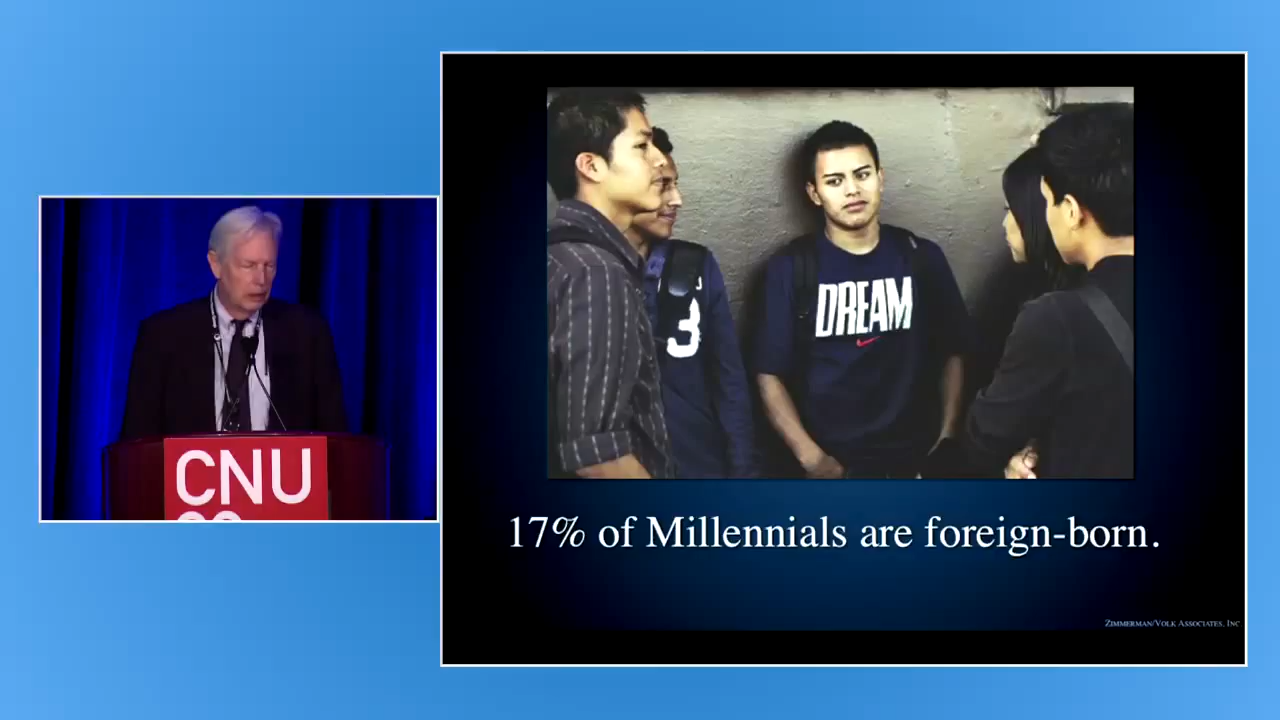 CNU
DREAM
3
17% of Millennials are foreign-born.
ZIMMERMAN/VOLK ASSOCIATES, INC